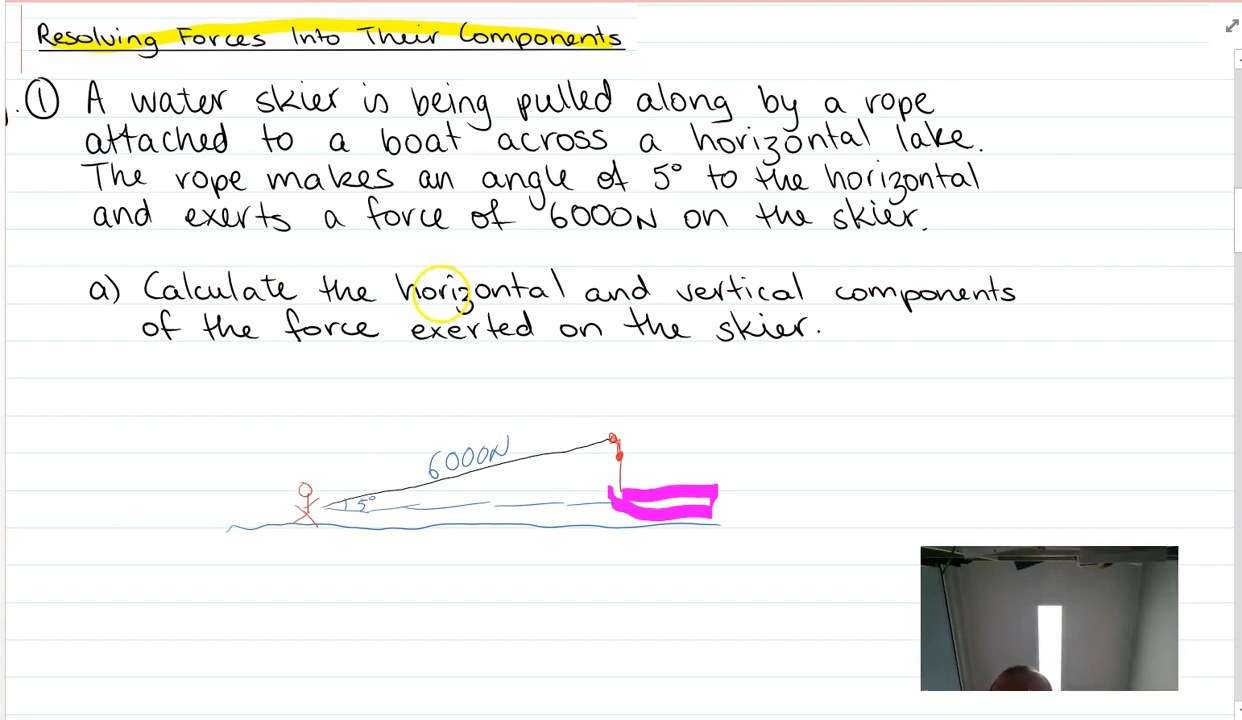 Resolving Forces Into Their Components
① A water skier is being pulled along by a rope
attached to a boat across a horizontal lake.
The rope makes an angle of 5° to the horizontal
and exerts a force of 6000N on the skier.
a) Calculate the horizontal and vertical components
of the force exerted on the skier.
6000N
5°